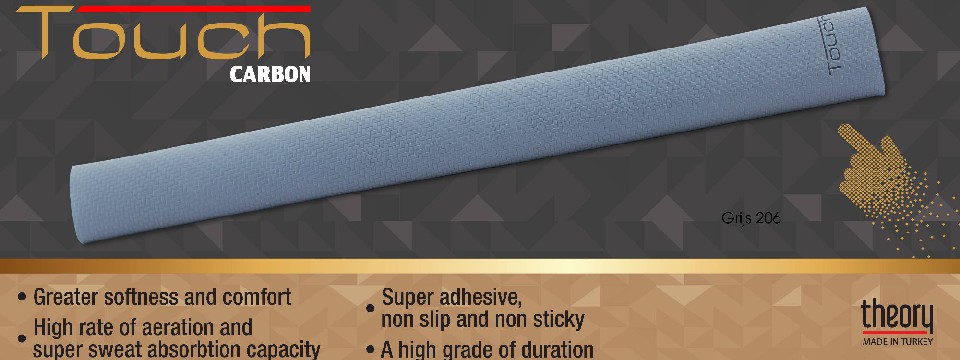 Touch
CARBON
TOUCH
Grijs 206
• Greater softness and comfort
• High rate of aeration and
super sweat absorbtion capacity
• Super adhesive,
non slip and non sticky
• A high grade of duration
theory
MADE IN TURKEY